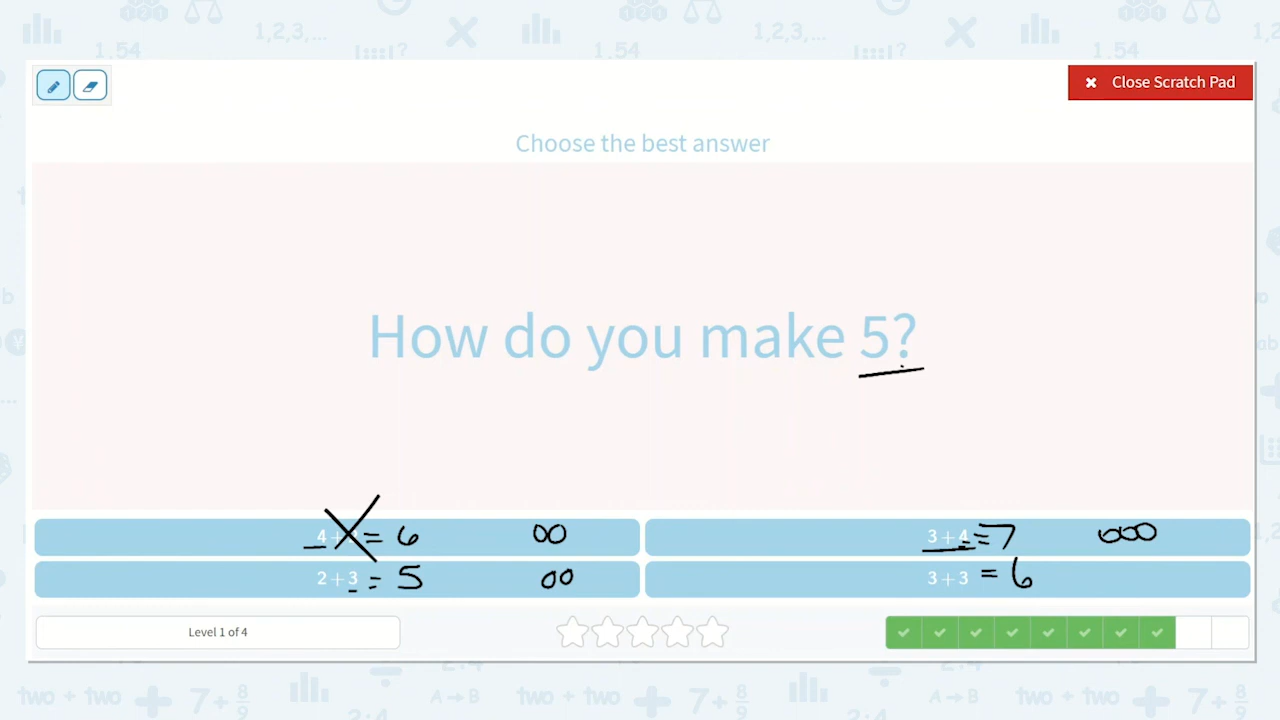 Close Scratch Pad
Choose the best answer
How do you make 5?
4 + = 6
3 + 4 = 7
2 + 3 = 5
3 + 3 = 6
Level 1 of 4